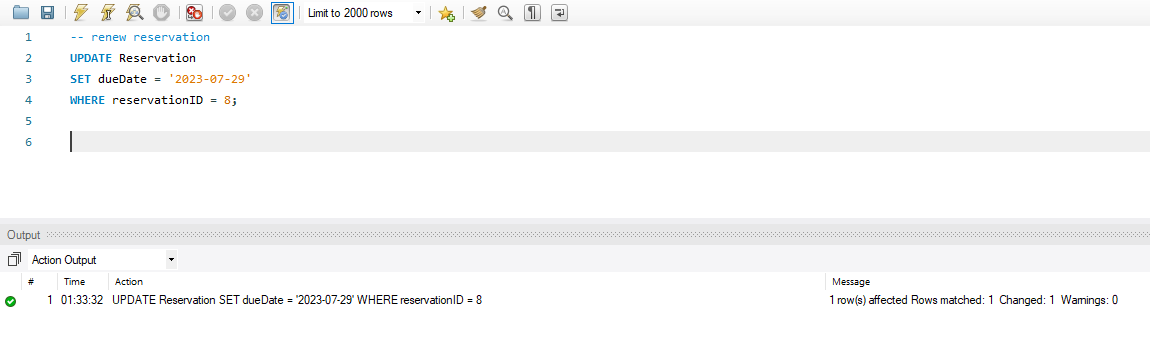 Limit to 2000 rows
1 -- renew reservation
2 UPDATE Reservation
3 SET dueDate = '2023-07-29'
4 WHERE reservationID = 8;
5
6
Output
Action Output
# Time Action Message
1 01:33:32 UPDATE Reservation SET dueDate = '2023-07-29' WHERE reservationID = 8 1 row(s) affected Rows matched: 1 Changed: 1 Warnings: 0